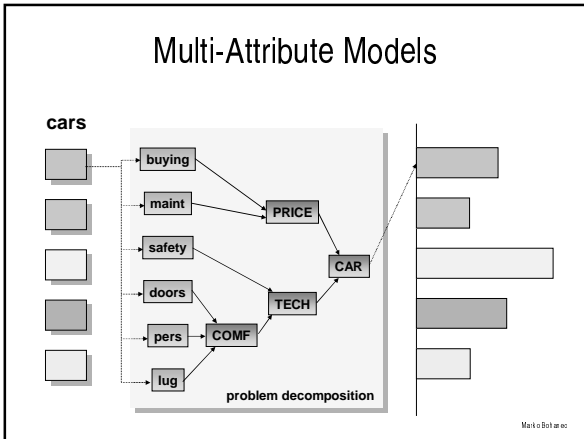 Multi-Attribute Models
cars
buying
maint
PRICE
safety
CAR
doors
TECH
pers
COMF
lug
problem decomposition
Marko Bohanec